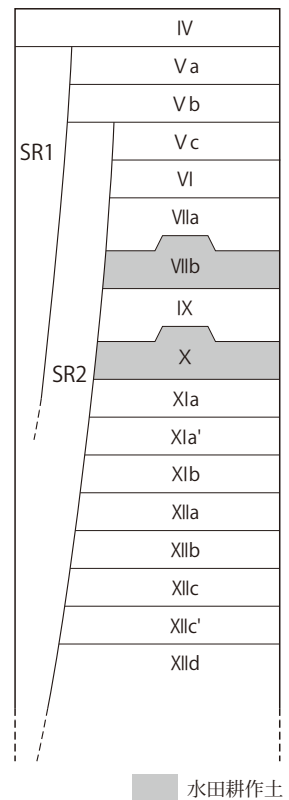 IV
Va
Vb
SR1
Vc
VI
VIIa
VIIb
IX
SR2
X
XIa
XIa'
XIb
XIIa
XIIb
XIIc
XIIc'
XIId
水田耕作土